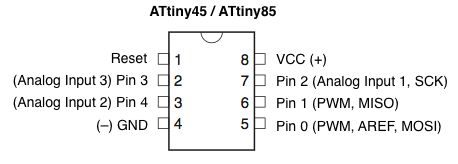 ATtiny45 / ATtiny85
Reset 1 8 VCC (+)
(Analog Input 3) Pin 3 2 7 Pin 2 (Analog Input 1, SCK)
(Analog Input 2) Pin 4 3 6 Pin 1 (PWM, MISO)
(–) GND 4 5 Pin 0 (PWM, AREF, MOSI)